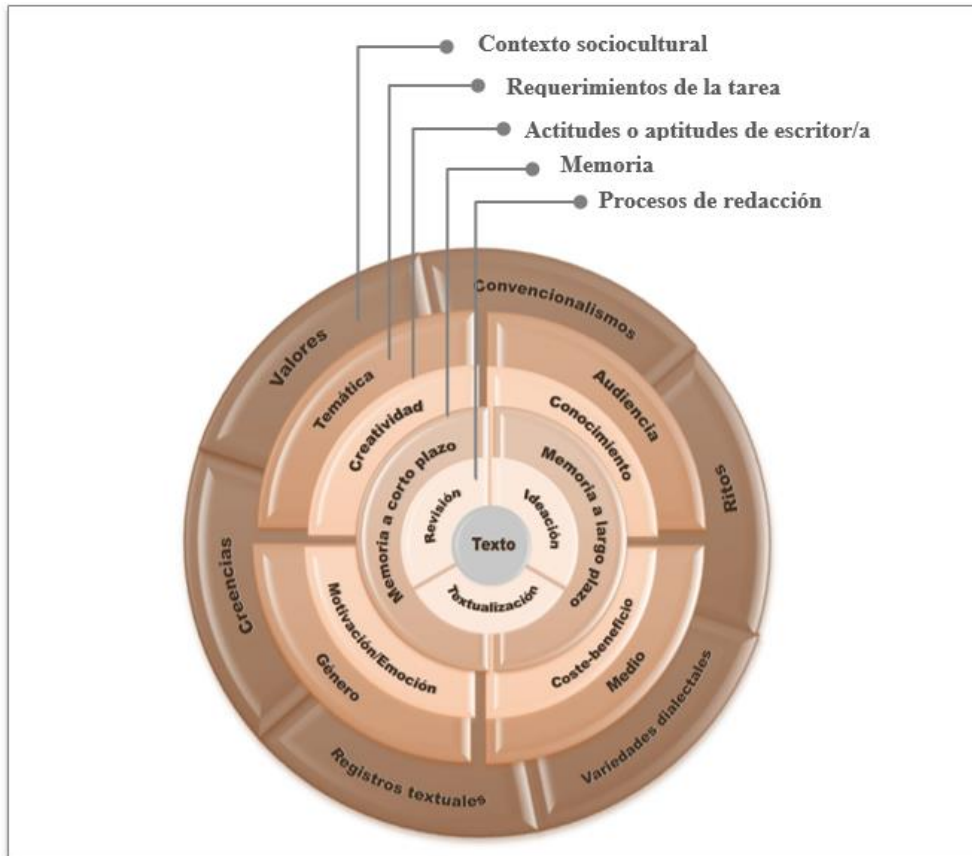 Contexto sociocultural
Requerimientos de la tarea
Actitudes o aptitudes de escritor/a
Memoria
Procesos de redacción
Convencionalismos
Valores
Temática
Audiencia
Creatividad
Conocimiento
Memoria a corto plazo
Memoria a largo plazo
Ritos
Revisión
Ideación
Texto
Creencias
Textualización
Motivación/Emoción
Coste-beneficio
Género
Medio
Variedades dialectales
Registros textuales